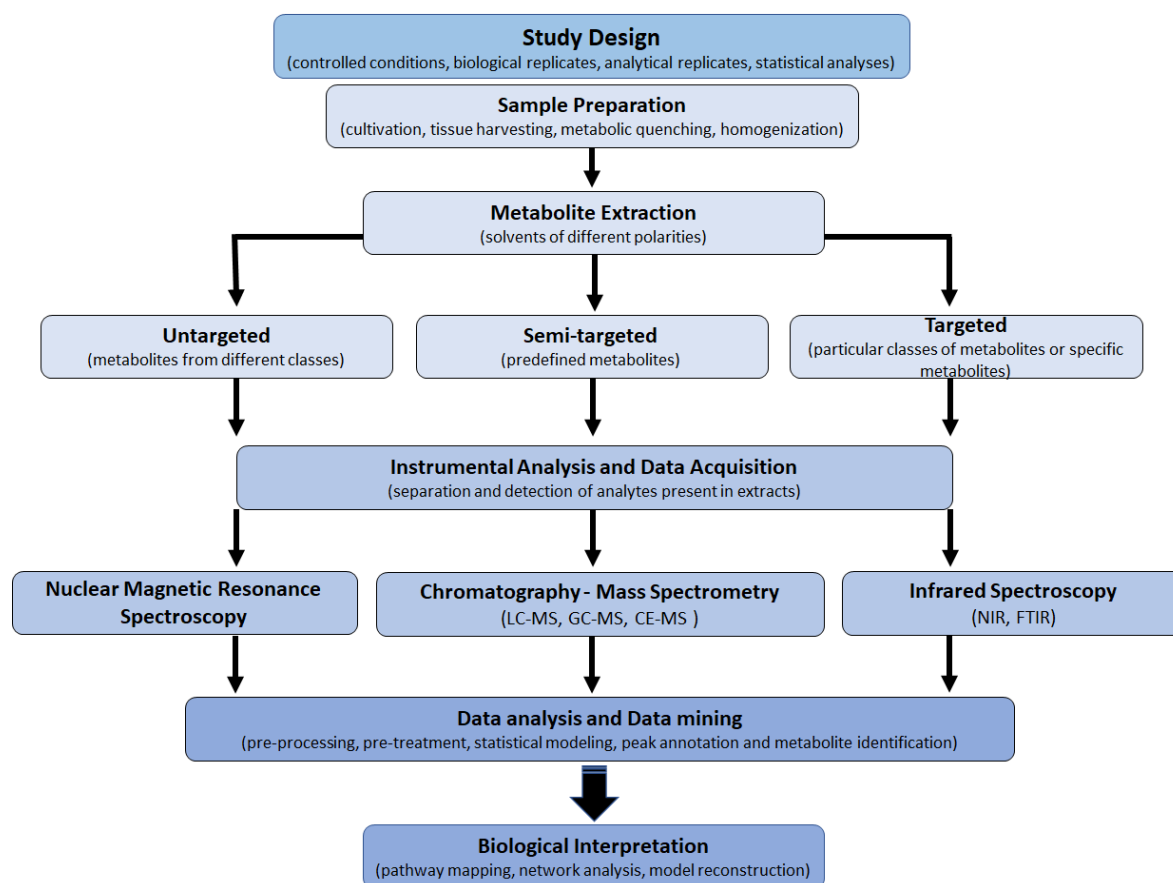 Study Design
(controlled conditions, biological replicates, analytical replicates, statistical analyses)
Sample Preparation
(cultivation, tissue harvesting, metabolic quenching, homogenization)
Metabolite Extraction
(solvents of different polarities)
Untargeted
(metabolites from different classes)
Semi-targeted
(predefined metabolites)
Targeted
(particular classes of metabolites or specific
metabolites)
Instrumental Analysis and Data Acquisition
(separation and detection of analytes present in extracts)
Nuclear Magnetic Resonance
Spectroscopy
Chromatography - Mass Spectrometry
(LC-MS, GC-MS, CE-MS )
Infrared Spectroscopy
(NIR, FTIR)
Data analysis and Data mining
(pre-processing, pre-treatment, statistical modeling, peak annotation and metabolite identification)
Biological Interpretation
(pathway mapping, network analysis, model reconstruction)